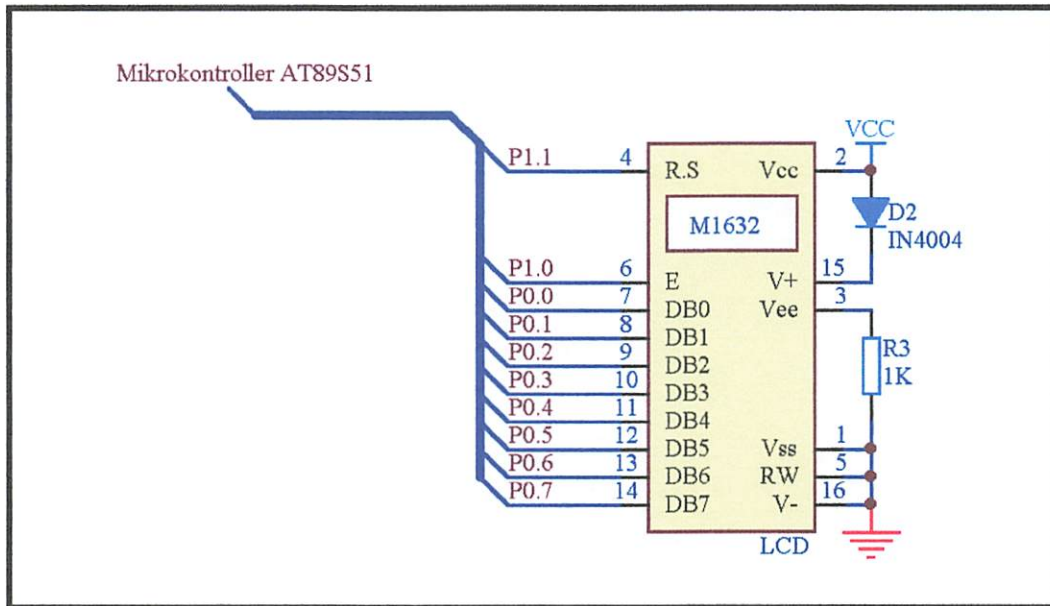 Mikrokontroller AT89S51
VCC
P1.1 4 R.S Vcc 2
M1632
D2
IN4004
P1.0 6 E V+ 15
P0.0 7 DB0 Vee 3
P0.1 8 DB1
P0.2 9 DB2
R3
1K
P0.3 10 DB3
P0.4 11 DB4
P0.5 12 DB5 Vss 1
P0.6 13 DB6 RW 5
P0.7 14 DB7 V- 16
LCD